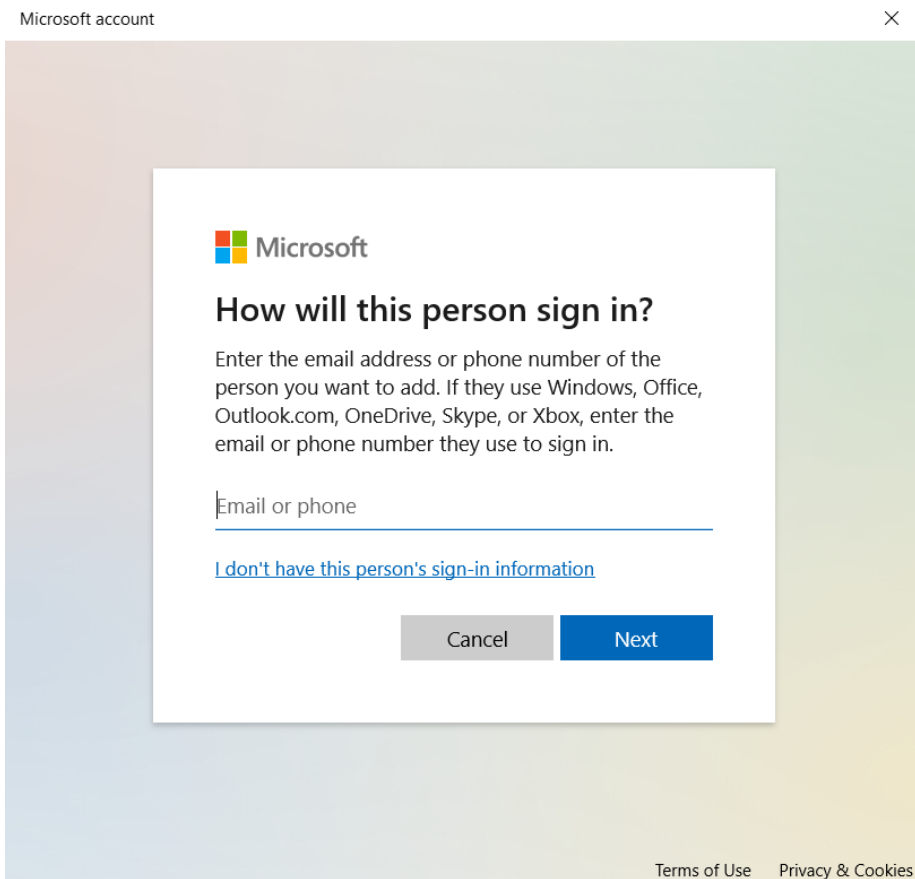 Microsoft account
Microsoft
How will this person sign in?
Enter the email address or phone number of the
person you want to add. If they use Windows, Office,
Outlook.com, OneDrive, Skype, or Xbox, enter the
email or phone number they use to sign in.
Email or phone
I don't have this person's sign-in information
Cancel Next
Terms of Use Privacy & Cookies